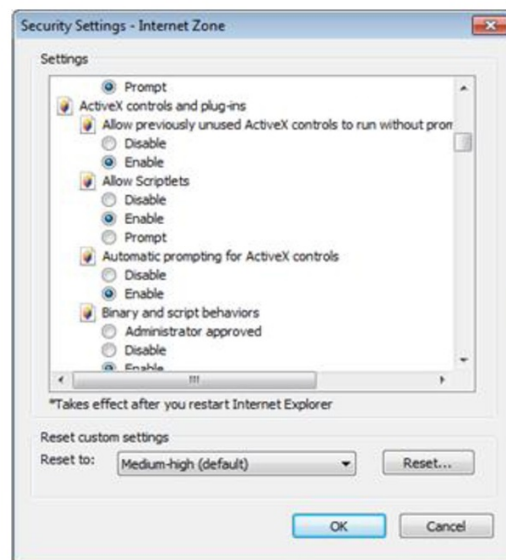 Security Settings - Internet Zone
Settings
Prompt
ActiveX controls and plug-ins
Allow previously unused ActiveX controls to run without prom
Disable
Enable
Allow Scriptlets
Disable
Enable
Prompt
Automatic prompting for ActiveX controls
Disable
Enable
Binary and script behaviors
Administrator approved
Disable
Enable
*Takes effect after you restart Internet Explorer
Reset custom settings
Reset to: Medium-high (default) Reset...
OK Cancel